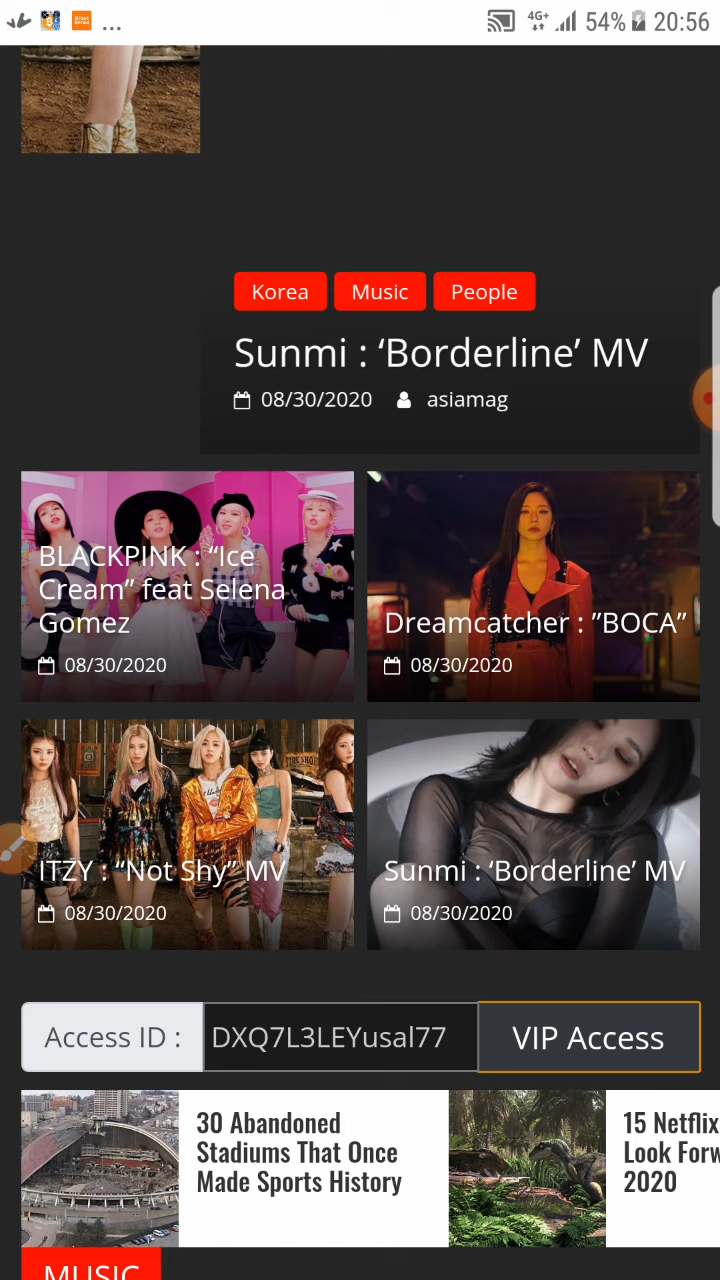 ... 4G+ 54% 20:56
Korea Music People
Sunmi : ‘Borderline’ MV
08/30/2020 asiamag
BLACKPINK : “Ice
Cream” feat Selena
Gomez
08/30/2020
Dreamcatcher : ”BOCA”
08/30/2020
ITZY : “Not Shy” MV
08/30/2020
Sunmi : ‘Borderline’ MV
08/30/2020
Access ID : DXQ7L3LEYusal77 VIP Access
30 Abandoned
Stadiums That Once
Made Sports History
15 Netflix
Look Forw
2020
MUSIC